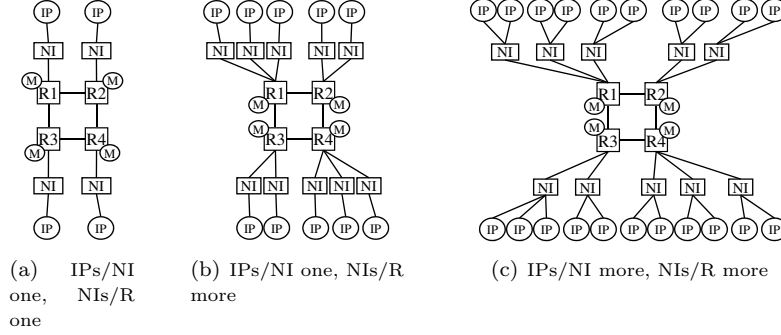 IP IP IP IP IP IP IP IP IP IP IP IP IP IP IP IP IP
NI NI NI NI NI NI NI NI NI NI NI NI
M R1 R2 M R1 R2 R1 R2
M M M M
M M M M
R3 R4 R3 R4 R3 R4
M M
NI NI NI NI NI NI NI NI NI NI NI NI
IP IP IP IP IP IP IP IP IP IP IP IP IP IP IP IP IP IP
(a) IPs/NI
one, NIs/R
one
(b) IPs/NI one, NIs/R
more
(c) IPs/NI more, NIs/R more